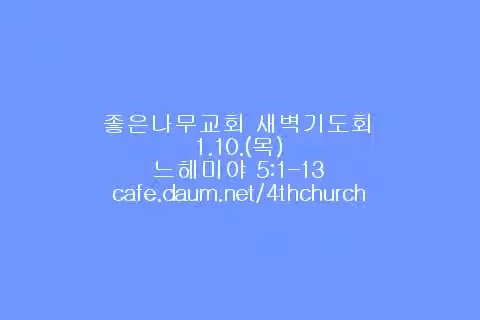 좋은나무교회 새벽기도회
1.10.(목)
느헤미야 5:1-13
cafe.daum.net/4thchurch